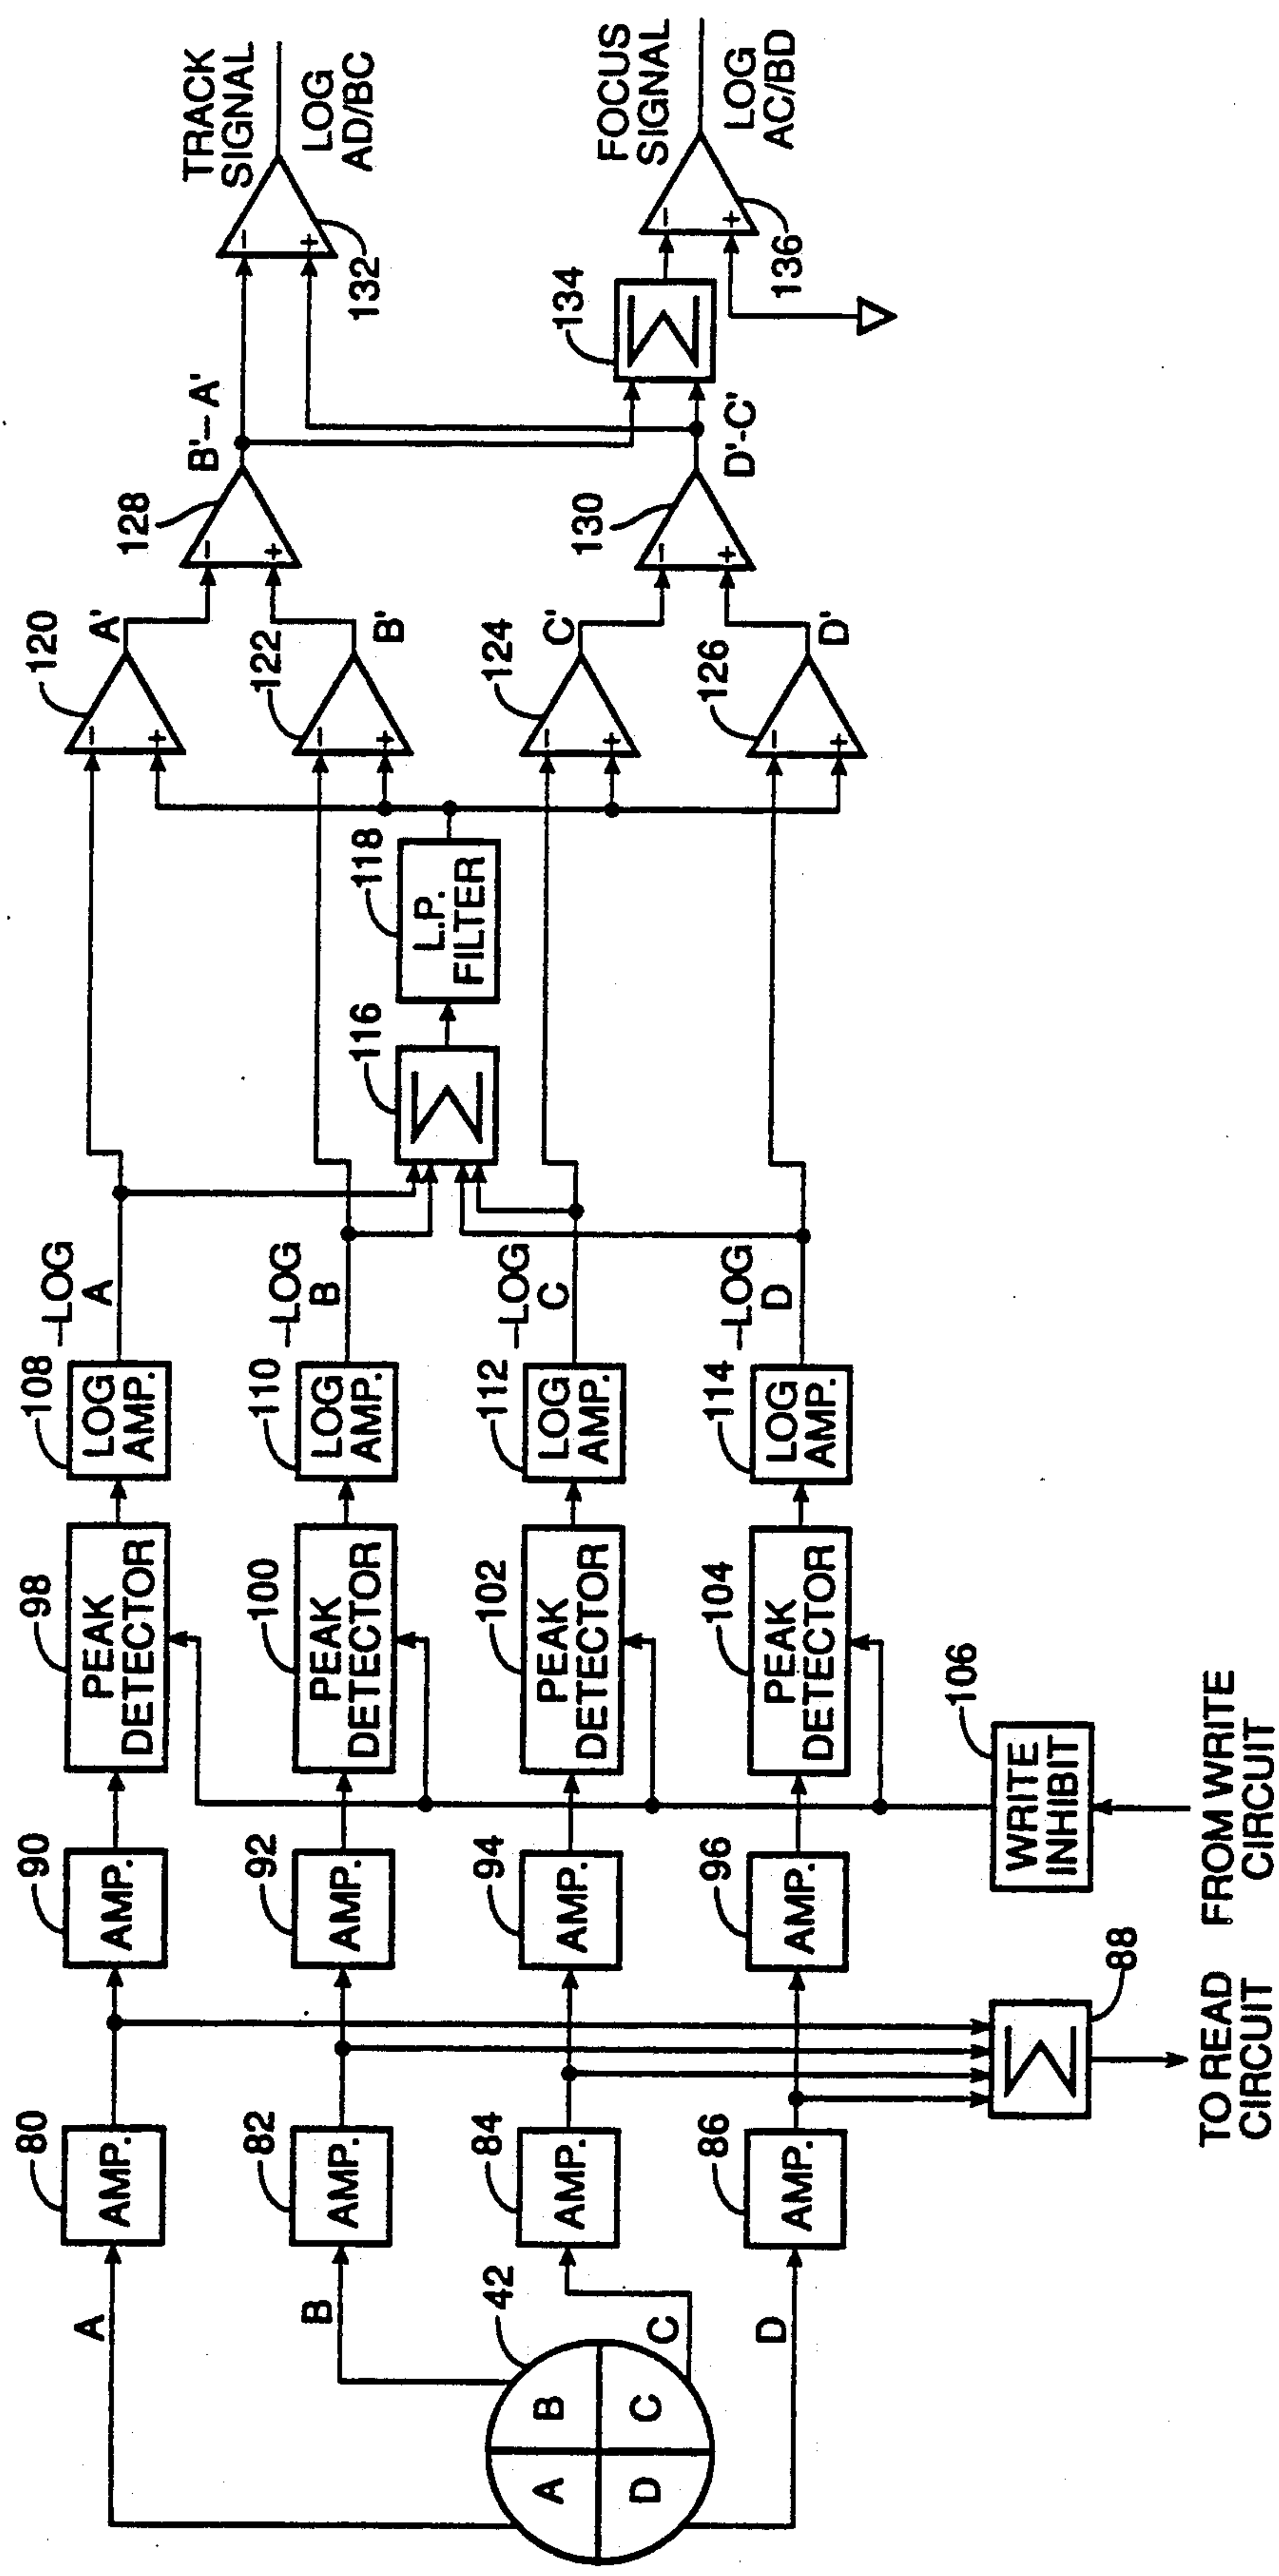 42
A
B
C
D
A
B
C
D
80
AMP.
82
AMP.
84
AMP.
86
AMP.
88
Σ
TO READ
CIRCUIT
90
AMP.
92
AMP.
94
AMP.
96
AMP.
98
PEAK
DETECTOR
100
PEAK
DETECTOR
102
PEAK
DETECTOR
104
PEAK
DETECTOR
106
WRITE
INHIBIT
FROM WRITE
CIRCUIT
108
LOG
AMP.
110
LOG
AMP.
112
LOG
AMP.
114
LOG
AMP.
–LOG
A
–LOG
B
–LOG
C
–LOG
D
116
Σ
118
L.P.
FILTER
120
–
+
A'
122
–
+
B'
124
–
+
C'
126
–
+
D'
128
–
+
B'–A'
130
–
+
D'-C'
132
–
+
TRACK
SIGNAL
LOG
AD/BC
134
Σ
136
–
+
FOCUS
SIGNAL
LOG
AC/BD